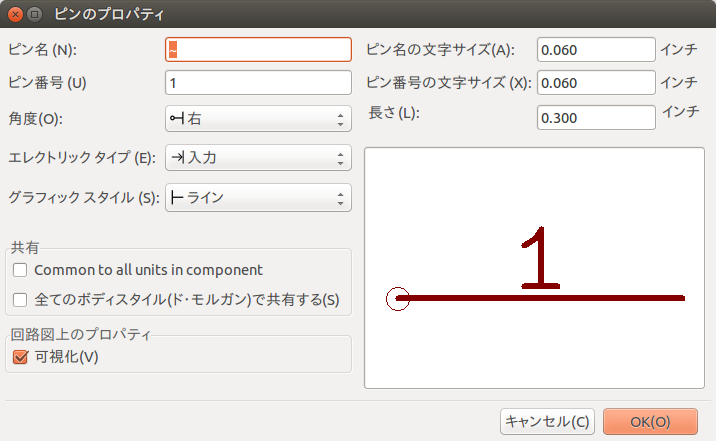 ピンのプロパティ
ピン名 (N): ~
ピン名の文字サイズ(A): 0.060 インチ
ピン番号 (U) 1
ピン番号の文字サイズ (X): 0.060 インチ
角度(O): 右
長さ(L): 0.300 インチ
エレクトリック タイプ (E): 入力
グラフィック スタイル (S): ライン
1
共有
Common to all units in component
全てのボディスタイル(ド・モルガン)で共有する(S)
回路図上のプロパティ
可視化(V)
キャンセル(C)
OK(O)